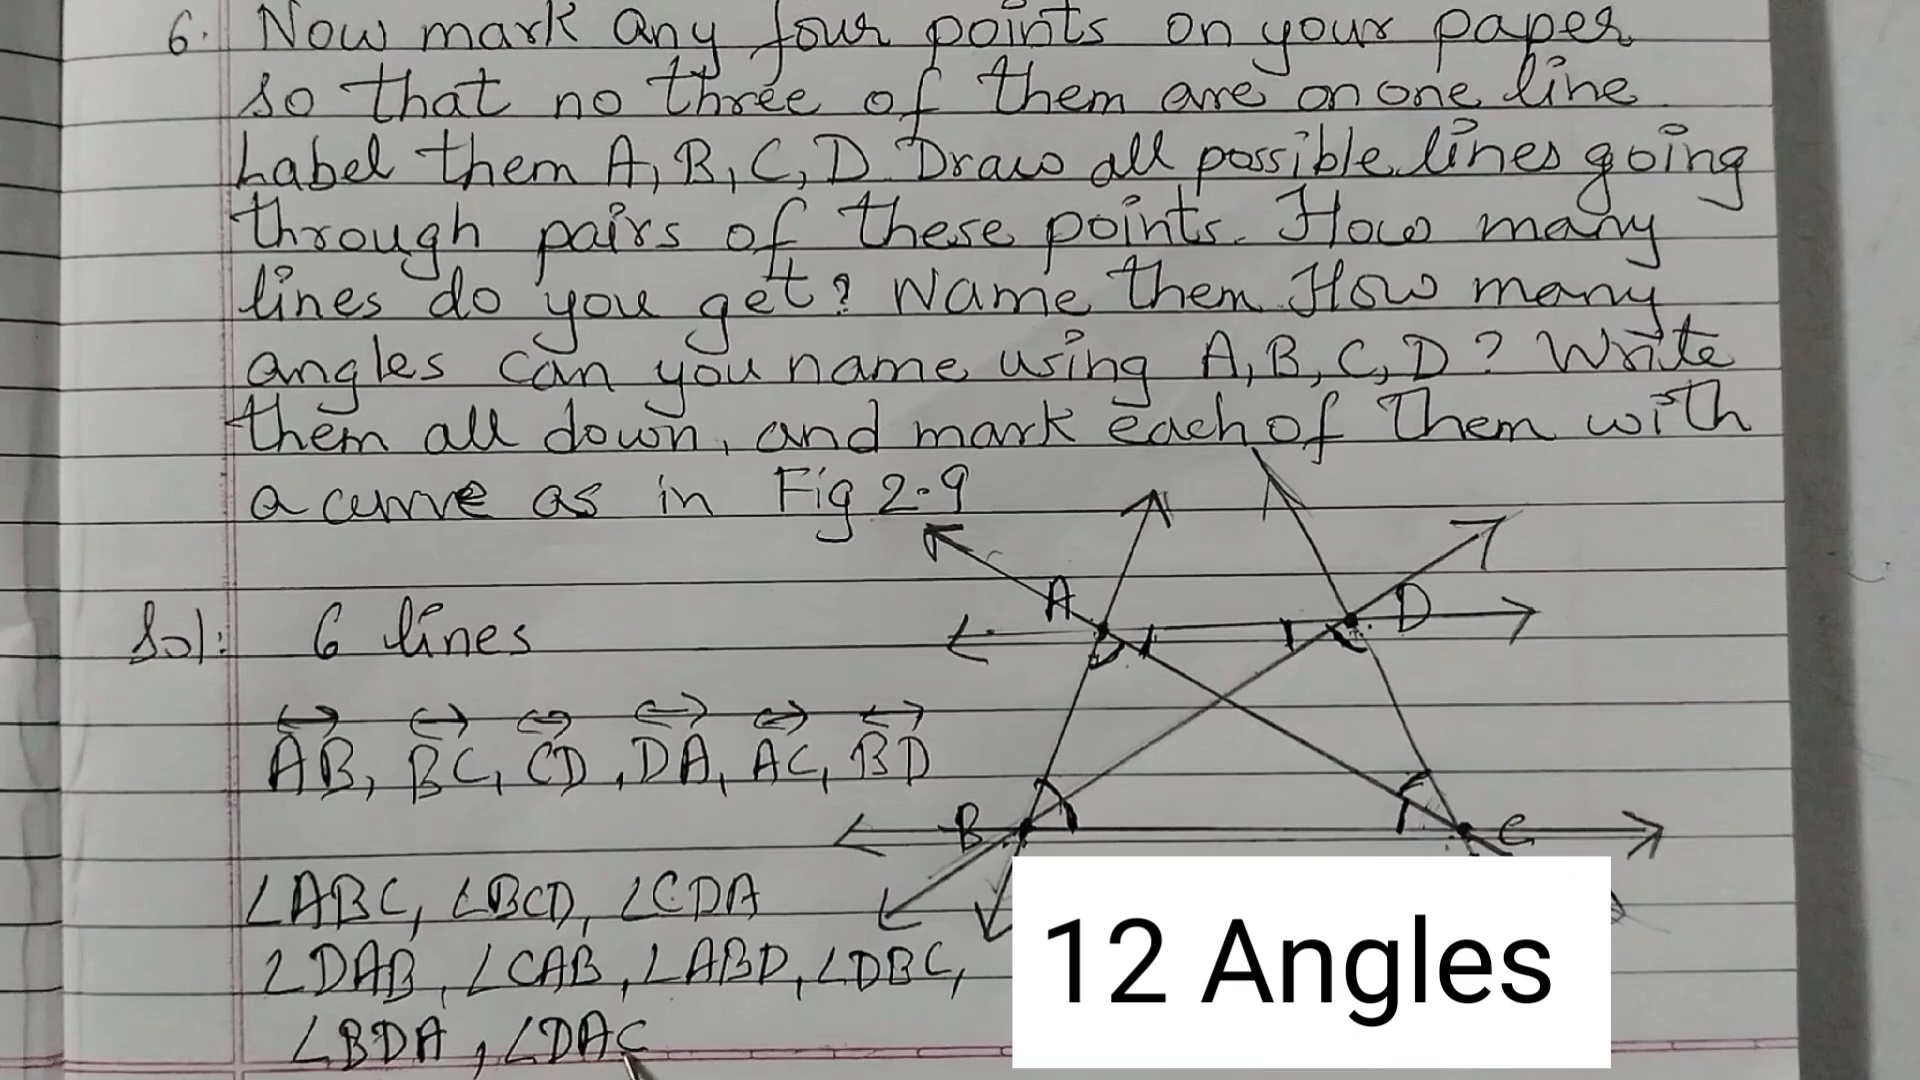 6. Now mark any four points on your paper
so that no three of them are on one line
Label them A, B, C, D. Draw all possible lines going
through pairs of these points. How many
lines do you get? Name them. How many
angles can you name using A, B, C, D? Write
them all down, and mark each of them with
a curve as in Fig 2.9
Sol: 6 lines
AB, BC, CD, DA, AC, BD
∠ABC, ∠BCD, ∠CDA
∠DAB, ∠CAB, ∠ABD, ∠DBC,
∠BDA, ∠DAC
A
D
B
C
12 Angles